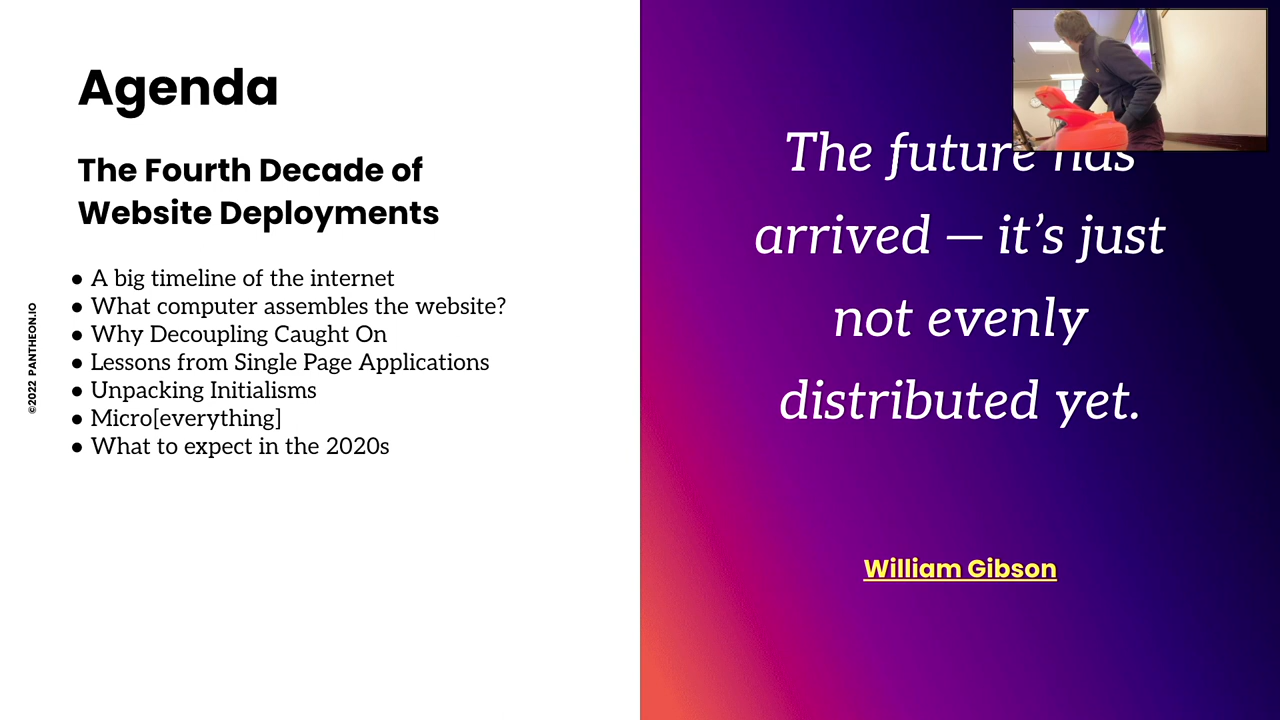 Agenda
The Fourth Decade of
Website Deployments
● A big timeline of the internet
● What computer assembles the website?
● Why Decoupling Caught On
● Lessons from Single Page Applications
● Unpacking Initialisms
● Micro[everything]
● What to expect in the 2020s
©2022 PANTHEON.IO
The future has
arrived — it’s just
not evenly
distributed yet.
William Gibson